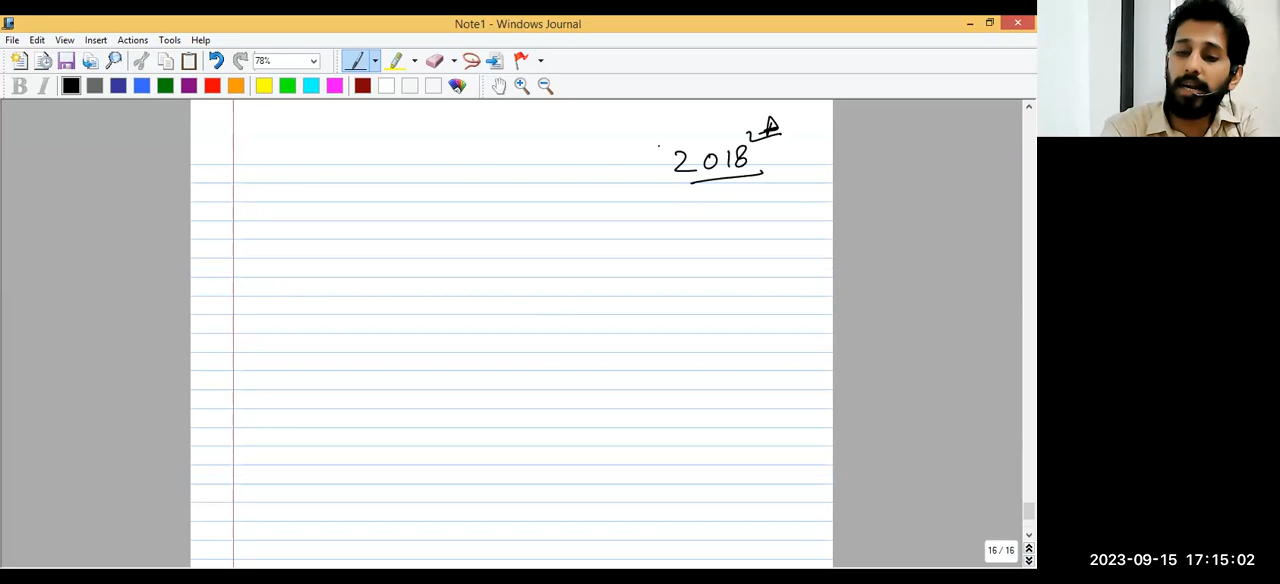 Note1 - Windows Journal
File Edit View Insert Actions Tools Help
78%
B I
2018
16 / 16
2023-09-15 17:15:02